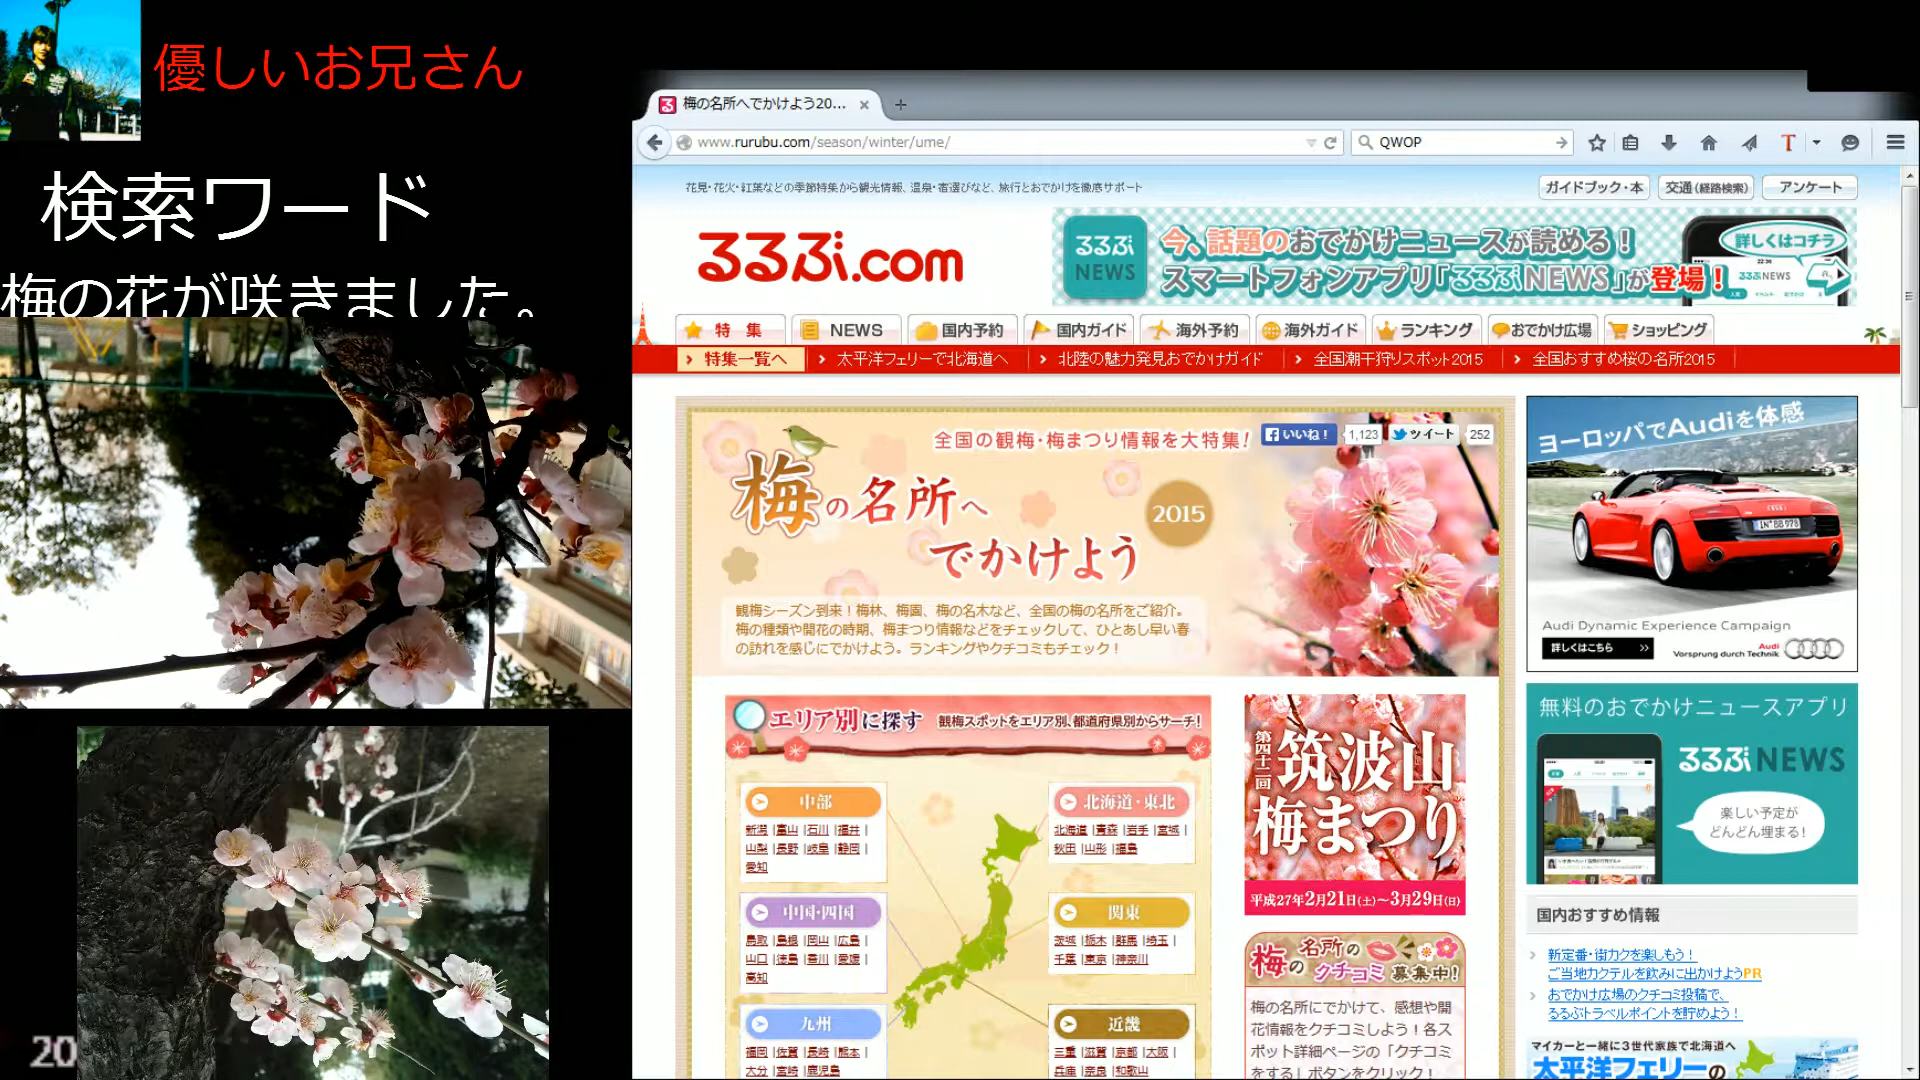 優しいお兄さん
検索ワード
梅の花が咲きました。
20
梅の名所へでかけよう20...
www.rurubu.com/season/winter/ume/
QWOP
花見・花火・紅葉などの季節特集から観光情報、温泉・宿選びなど、旅行とおでかけを徹底サポート
ガイドブック・本
交通(経路検索)
アンケート
るるぶ.com
るるぶ NEWS
今、話題のおでかけニュースが読める!
スマートフォンアプリ「るるぶNEWS」が登場!
詳しくはコチラ
特 集
NEWS
国内予約
国内ガイド
海外予約
海外ガイド
ランキング
おでかけ広場
ショッピング
特集一覧へ
太平洋フェリーで北海道へ
北陸の魅力発見おでかけガイド
全国潮干狩りスポット2015
全国おすすめ桜の名所2015
全国の観梅・梅まつり情報を大特集!
いいね! 1,123
ツイート 252
梅の名所へ
でかけよう
2015
観梅シーズン到来!梅林、梅園、梅の名木など、全国の梅の名所をご紹介。
梅の種類や開花の時期、梅まつり情報などをチェックして、ひとあし早い春
の訪れを感じにでかけよう。ランキングやクチコミもチェック!
エリア別に探す 観梅スポットをエリア別、都道府県別からサーチ!
中部
新潟 | 富山 | 石川 | 福井 |
山梨 | 長野 | 岐阜 | 静岡 |
愛知
中国・四国
鳥取 | 島根 | 岡山 | 広島 |
山口 | 徳島 | 香川 | 愛媛 |
高知
九州
福岡 | 佐賀 | 長崎 | 熊本 |
大分 | 宮崎 | 鹿児島
北海道・東北
北海道 | 青森 | 岩手 | 宮城 |
秋田 | 山形 | 福島
関東
茨城 | 栃木 | 群馬 | 埼玉 |
千葉 | 東京 | 神奈川
近畿
三重 | 滋賀 | 京都 | 大阪 |
兵庫 | 奈良 | 和歌山
第四十二回
筑波山
梅まつり
平成27年2月21日(土)~3月29日(日)
梅の名所の
クチコミ募集中!
梅の名所にでかけて、感想や開
花情報をクチコミしよう!各ス
ポット詳細ページの「クチコミ
をする」ボタンをクリック!
ヨーロッパでAudiを体感
Audi Dynamic Experience Campaign
詳しくはこちら >>
Audi
Vorsprung durch Technik
無料のおでかけニュースアプリ
るるぶNEWS
楽しい予定が
どんどん埋まる!
国内おすすめ情報
新定番・街カクを楽しもう!
ご当地カクテルを飲みに出かけようPR
おでかけ広場のクチコミ投稿で、
るるぶトラベルポイントを貯めよう!
マイカーと一緒に3世代家族で北海道へ
太平洋フェリーの